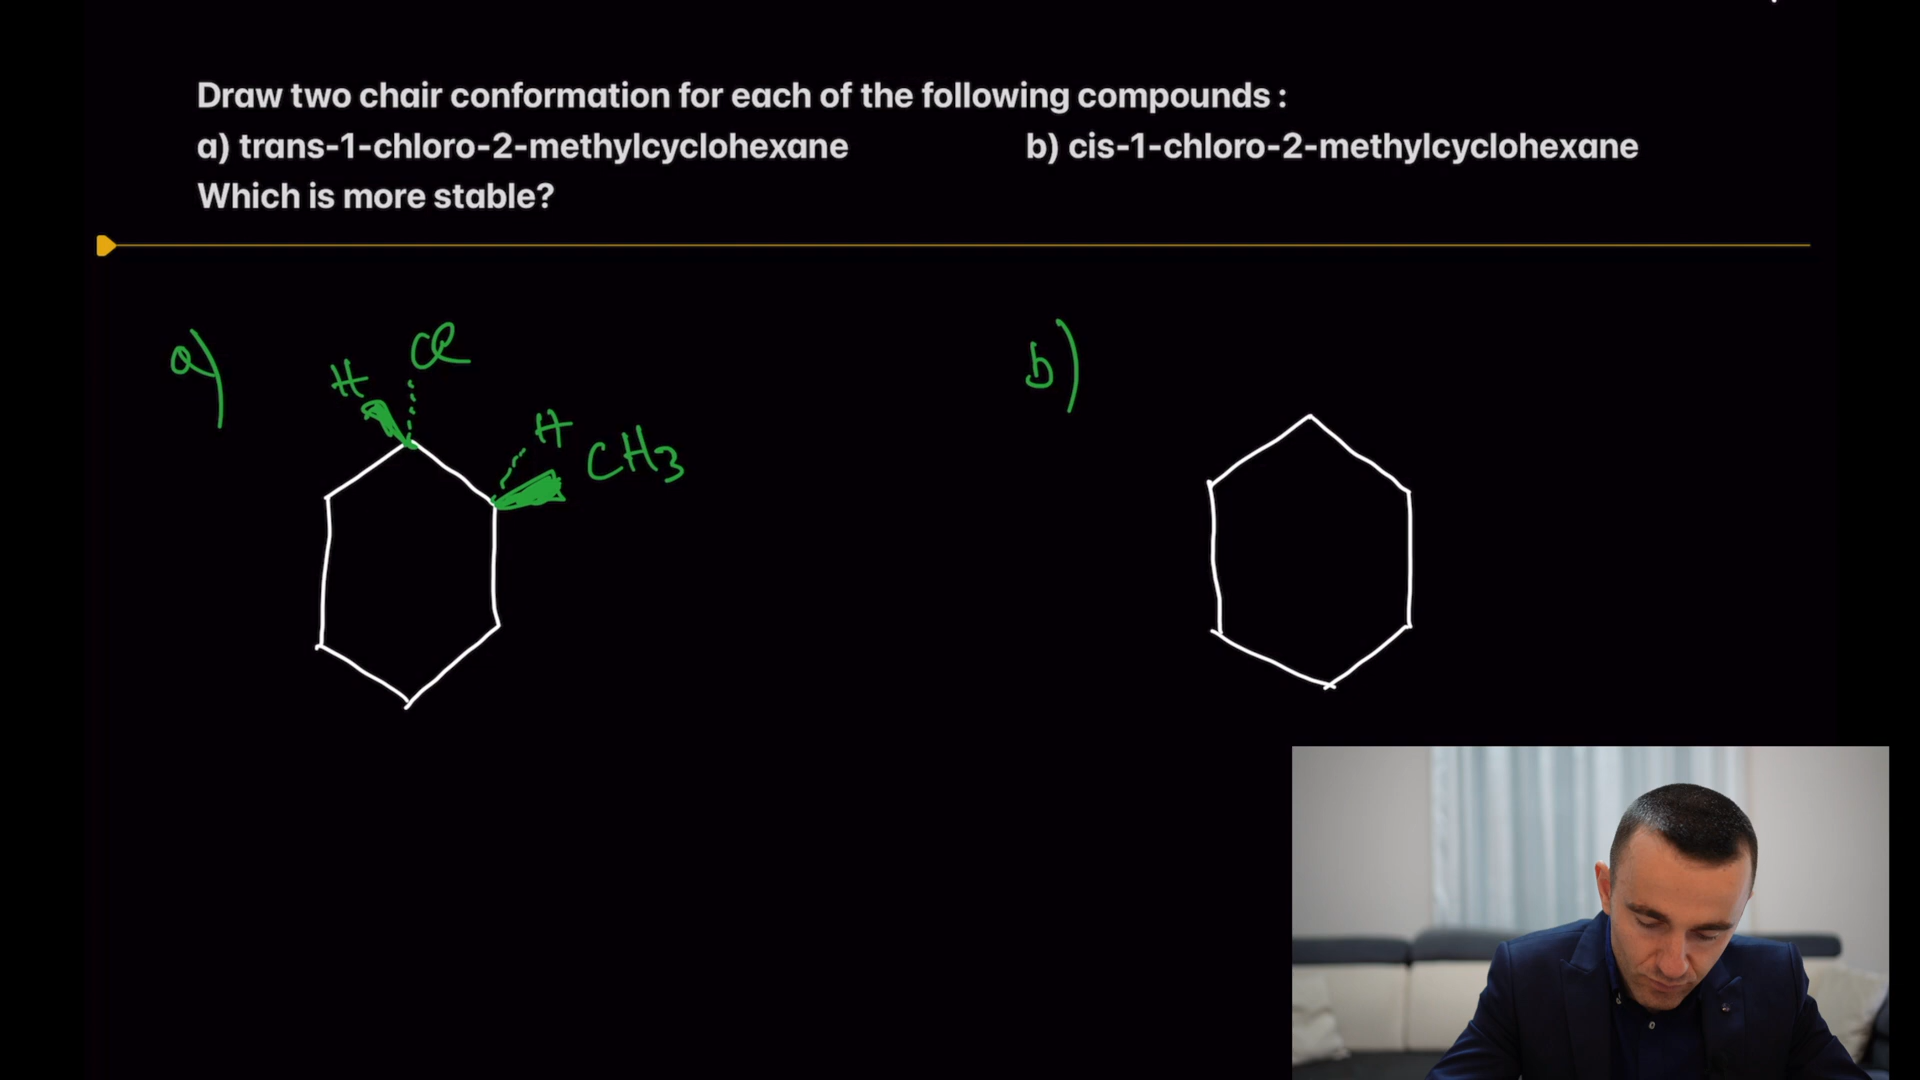 Draw two chair conformation for each of the following compounds :
a) trans-1-chloro-2-methylcyclohexane b) cis-1-chloro-2-methylcyclohexane
Which is more stable?
a) b)
Cl
H
H
CH3